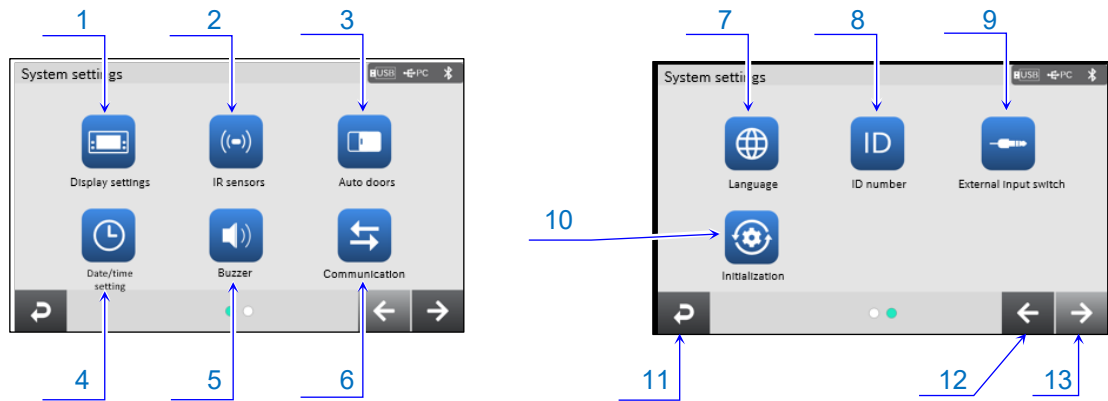 1
2
3
System settings
USB PC
Display settings
IR sensors
Auto doors
Date/time
setting
Buzzer
Communication
4
5
6
7
8
9
System settings
USB PC
Language
ID
ID number
External input switch
10
Initialization
11
12
13